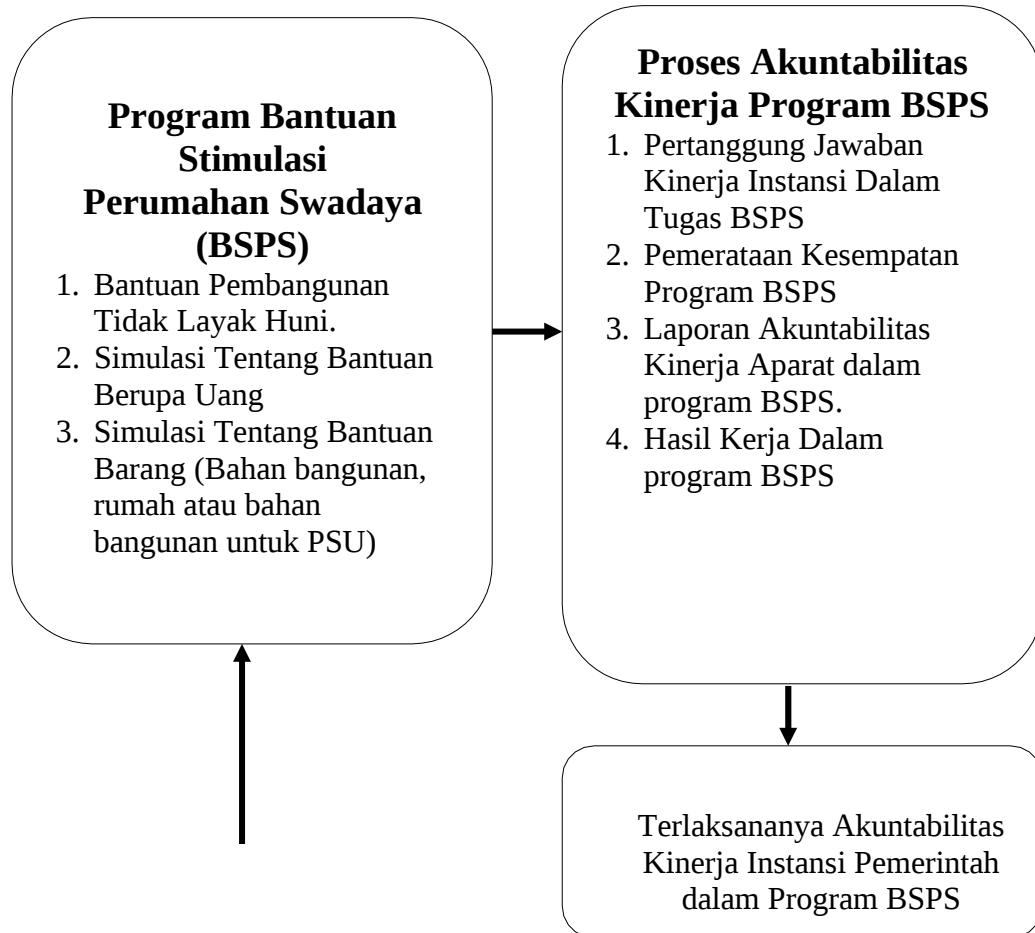 Program Bantuan
Stimulasi
Perumahan Swadaya
(BSPS)
1. Bantuan Pembangunan
Tidak Layak Huni.
2. Simulasi Tentang Bantuan
Berupa Uang
3. Simulasi Tentang Bantuan
Barang (Bahan bangunan,
rumah atau bahan
bangunan untuk PSU)
Proses Akuntabilitas
Kinerja Program BSPS
1. Pertanggung Jawaban
Kinerja Instansi Dalam
Tugas BSPS
2. Pemerataan Kesempatan
Program BSPS
3. Laporan Akuntabilitas
Kinerja Aparat dalam
program BSPS.
4. Hasil Kerja Dalam
program BSPS
Terlaksananya Akuntabilitas
Kinerja Instansi Pemerintah
dalam Program BSPS